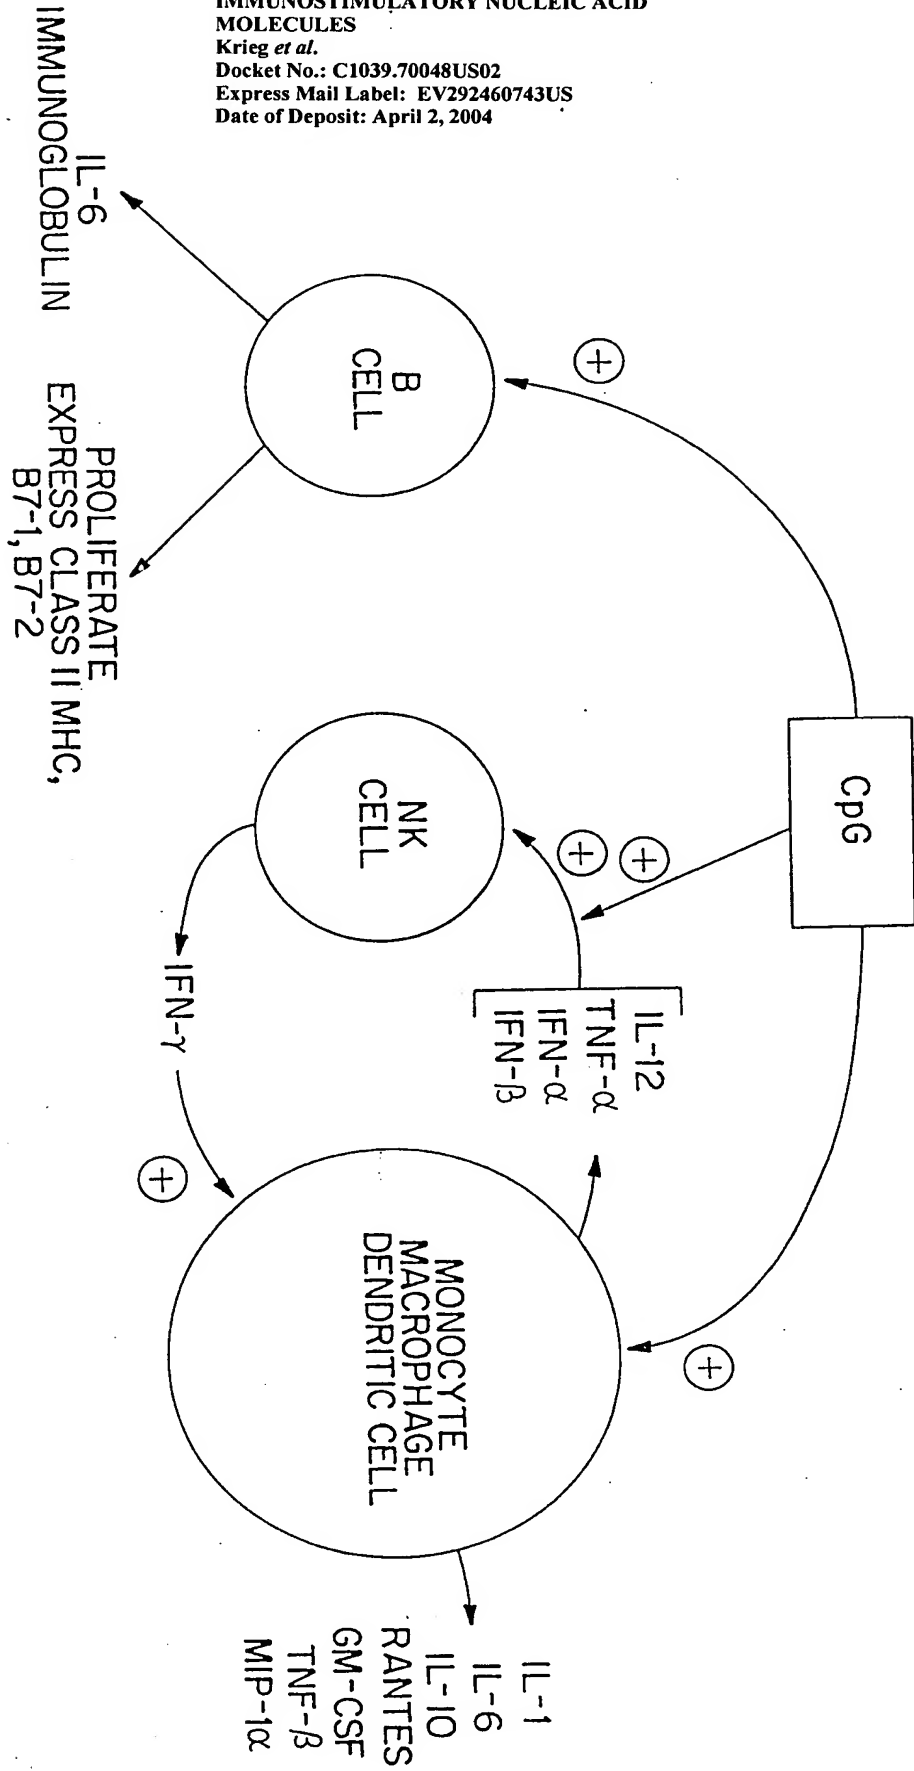 IMMUNOSTIMULATORY NUCLEIC ACID
MOLECULES
Krieg et al.
Docket No.: C1039.70048US02
Express Mail Label: EV292460743US
Date of Deposit: April 2, 2004
CpG
+
+
+
+
B
CELL
IL-6
IMMUNOGLOBULIN
PROLIFERATE
EXPRESS CLASS II MHC,
B7-1, B7-2
NK
CELL
IL-12
TNF-α
IFN-α
IFN-β
IFN-γ
+
MONOCYTE
MACROPHAGE
DENDRITIC CELL
IL-1
IL-6
IL-10
RANTES
GM-CSF
TNF-β
MIP-1α